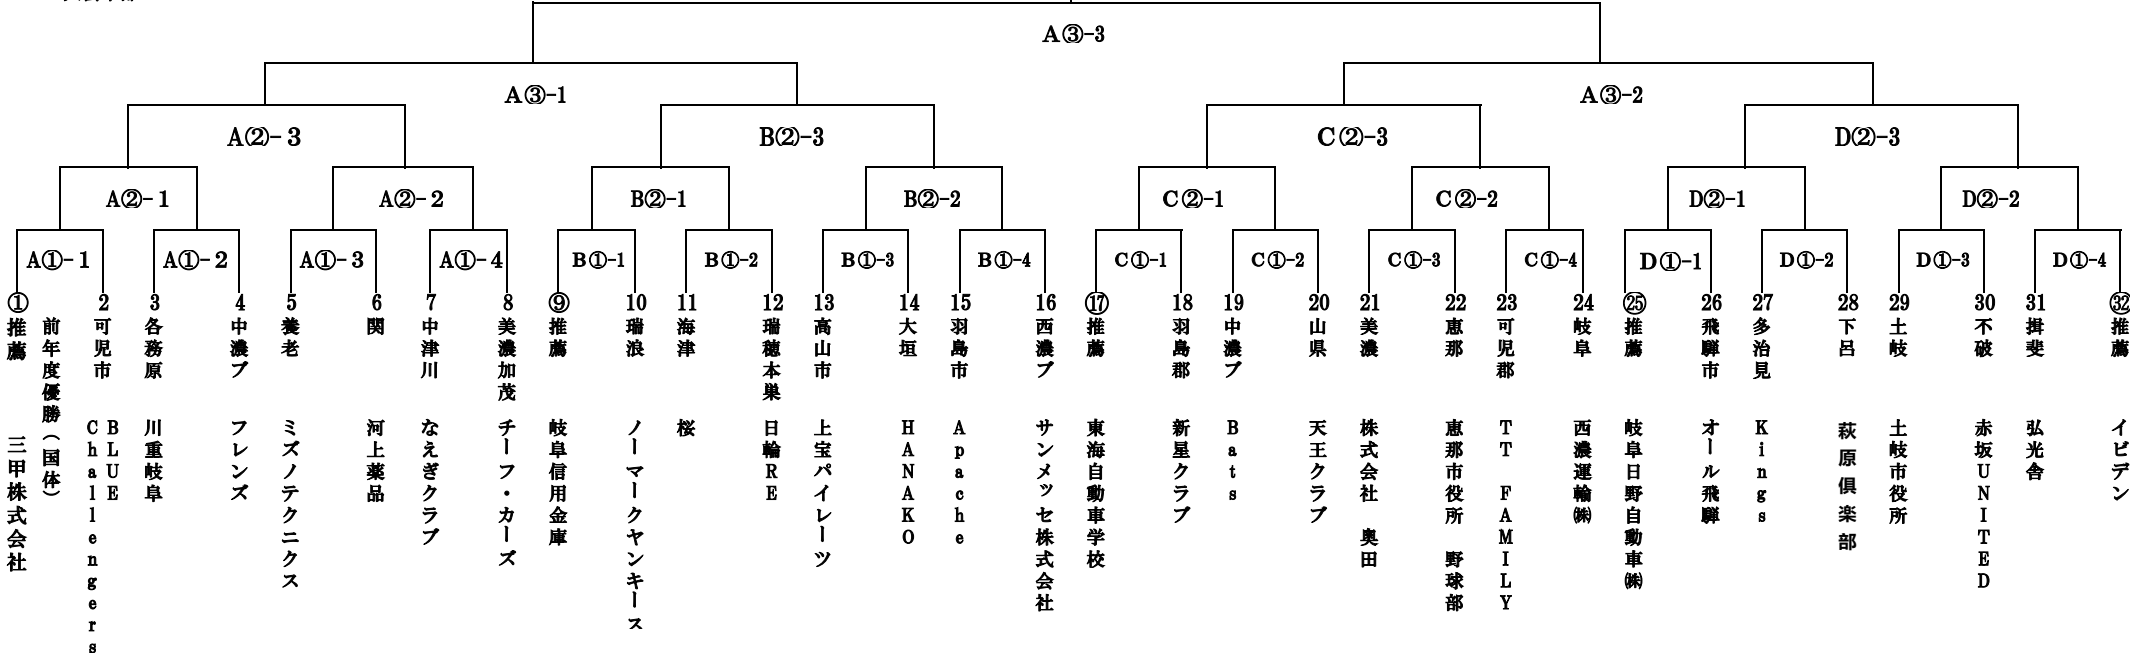 A③-3
A③-1
A③-2
A②-3
B②-3
C②-3
D②-3
A②-1
A②-2
B②-1
B②-2
C②-1
C②-2
D②-1
D②-2
A①-1
A①-2
A①-3
A①-4
B①-1
B①-2
B①-3
B①-4
C①-1
C①-2
C①-3
C①-4
D①-1
D①-2
D①-3
D①-4
① 推薦 前年度優勝(国体) 三甲株式会社
2 可児市 BLUE Challengers
3 各務原 川重岐阜
4 中濃ブ フレンズ
5 養老 ミズノテクニクス
6 関 河上薬品
7 中津川 なえぎクラブ
8 美濃加茂 チーフ・カーズ
⑨ 推薦 岐阜信用金庫
10 瑞浪 ノーマークヤンキース
11 海津 桜
12 瑞穂本巣 日輪RE
13 高山市 上宝パイレーツ
14 大垣 HANAKO
15 羽島市 Apache
16 西濃ブ サンメッセ株式会社
⑰ 推薦 東海自動車学校
18 羽島郡 新星クラブ
19 中濃ブ Bats
20 山県 天王クラブ
21 美濃 株式会社 奥田
22 恵那 恵那市役所 野球部
23 可児郡 TT FAMILY
24 岐阜 西濃運輸㈱
㉕ 推薦 岐阜日野自動車㈱
26 飛騨市 オール飛騨
27 多治見 Kings
28 下呂 萩原倶楽部
29 土岐 土岐市役所
30 不破 赤坂UNITED
31 揖斐 弘光舎
㉜ 推薦 イビデン